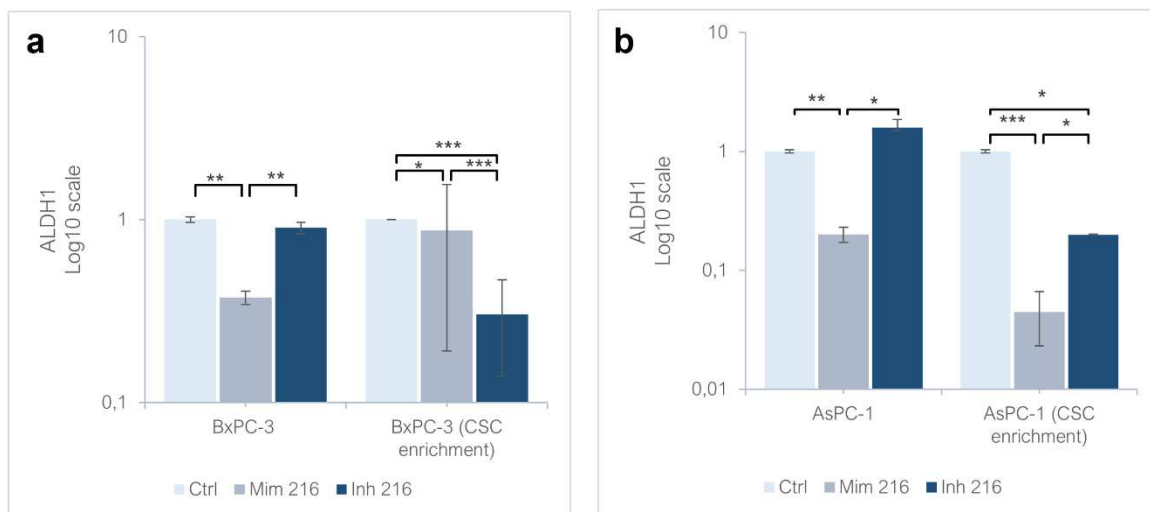 a
10
1
0,1
ALDH1
Log10 scale
** **
***
* ***
BxPC-3
BxPC-3 (CSC
enrichment)
Ctrl Mim 216 Inh 216
b
10
1
0,1
0,01
ALDH1
Log10 scale
** *
*
*** *
AsPC-1
AsPC-1 (CSC
enrichment)
Ctrl Mim 216 Inh 216